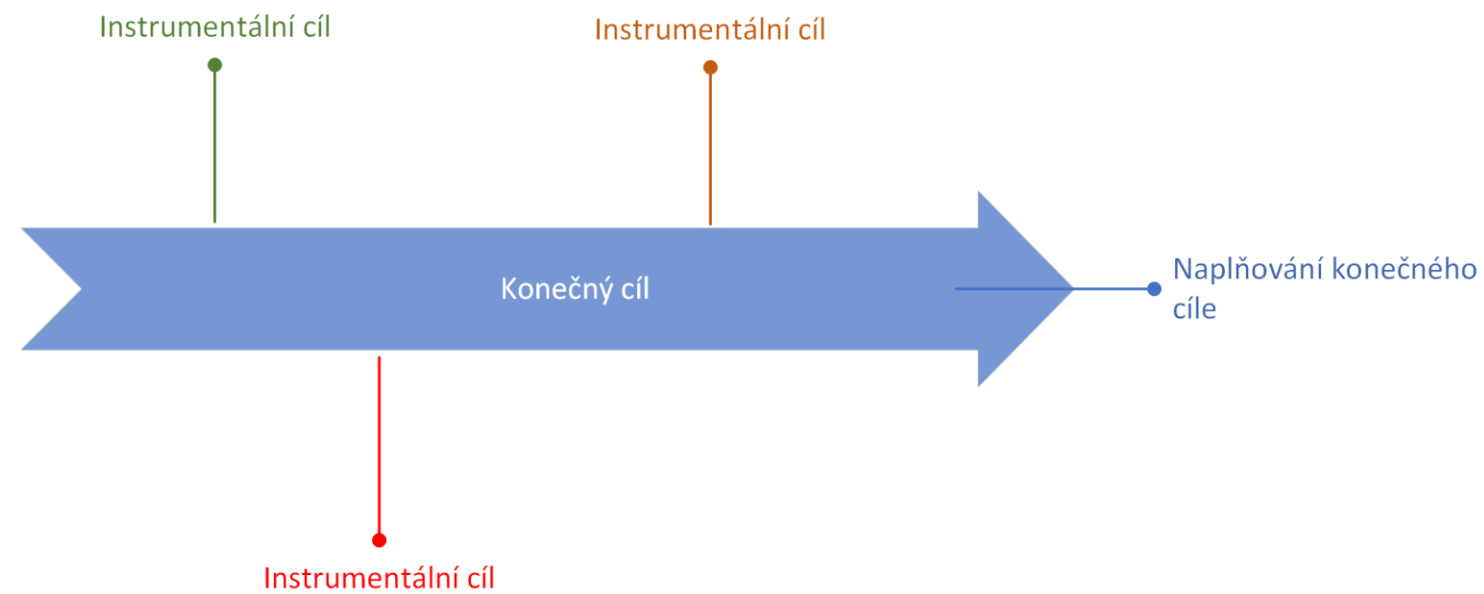 Instrumentální cíl
Instrumentální cíl
Konečný cíl
Naplňování konečného
cíle
Instrumentální cíl